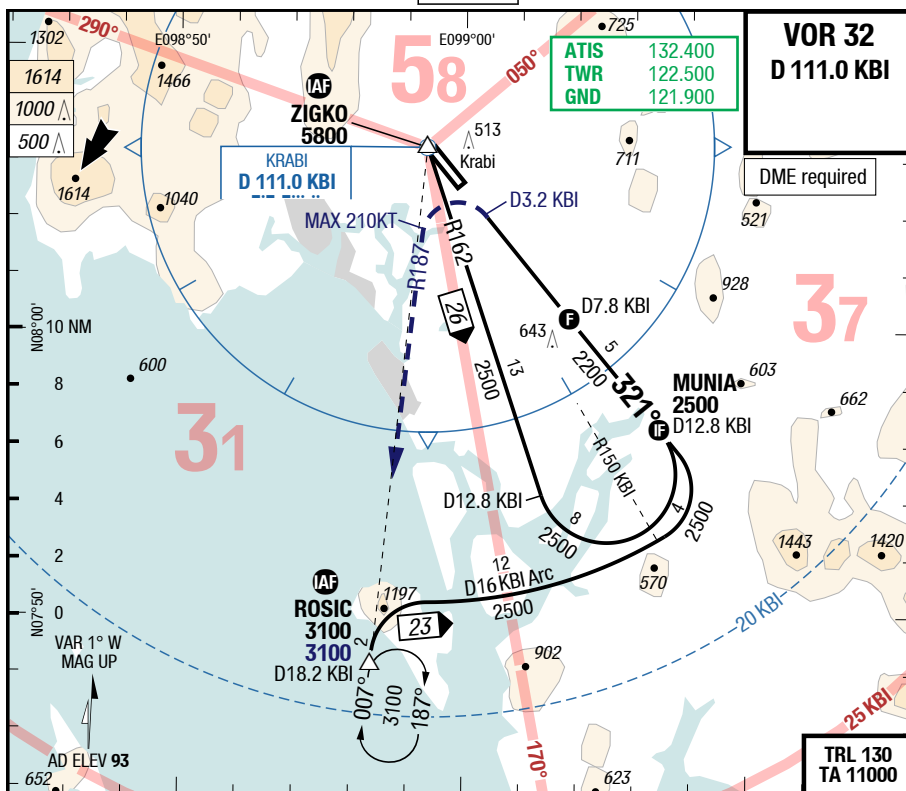 1302
290°
E098°50'
E099°00'
725
VOR 32
D 111.0 KBI
1614
1000
500
1466
IAF
ZIGKO
5800
58
050°
ATIS 132.400
TWR 122.500
GND 121.900
513
Krabi
711
KRABI
D 111.0 KBI
DME required
1614
1040
521
MAX 210KT
D3.2 KBI
R187
R162
928
37
N08°00'
10 NM
26
F
D7.8 KBI
643
5
2200
321°
600
8
2500
13
MUNIA
2500
D12.8 KBI
IF
603
662
31
6
R150 KBI
4
D12.8 KBI
8
2500
4
2500
1443
1420
2
12
D16 KBI Arc
2500
570
IAF
ROSIC
3100
3100
D18.2 KBI
1197
2
23
20 KBI
N07°50'
0
VAR 1° W
MAG UP
902
007°
3100
187°
25 KBI
170°
AD ELEV 93
652
623
TRL 130
TA 11000